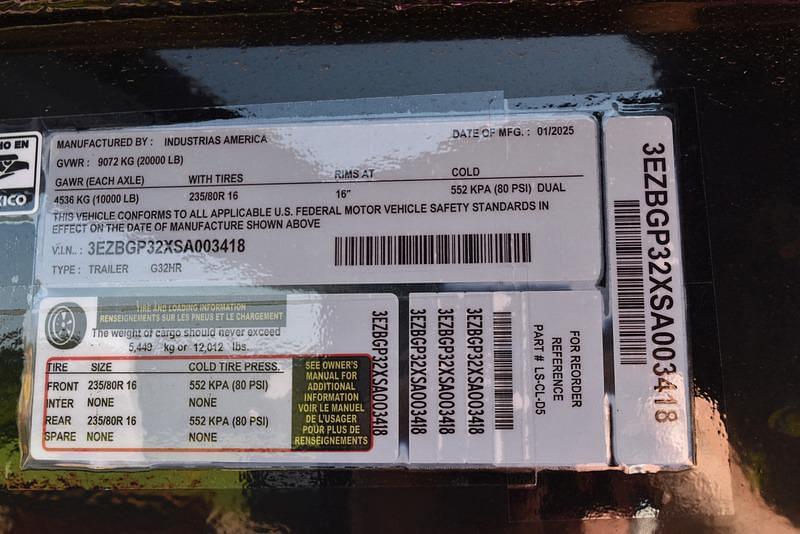 HO EN
XICO
MANUFACTURED BY : INDUSTRIAS AMERICA
DATE OF MFG. : 01/2025
GVWR : 9072 KG (20000 LB)
GAWR (EACH AXLE) WITH TIRES RIMS AT COLD
4536 KG (10000 LB) 235/80R 16 16" 552 KPA (80 PSI) DUAL
THIS VEHICLE CONFORMS TO ALL APPLICABLE U.S. FEDERAL MOTOR VEHICLE SAFETY STANDARDS IN
EFFECT ON THE DATE OF MANUFACTURE SHOWN ABOVE
V.I.N.. : 3EZBGP32XSA003418
TYPE : TRAILER G32HR
TIRE AND LOADING INFORMATION
RENSEIGNEMENTS SUR LES PNEUS ET LE CHARGEMENT
The weight of cargo should never exceed
5,449 kg or 12,012 lbs.
TIRE SIZE COLD TIRE PRESS.
FRONT 235/80R 16 552 KPA (80 PSI)
INTER NONE NONE
REAR 235/80R 16 552 KPA (80 PSI)
SPARE NONE NONE
SEE OWNER'S
MANUAL FOR
ADDITIONAL
INFORMATION
VOIR LE MANUEL
DE L'USAGER
POUR PLUS DE
RENSEIGNEMENTS
3EZBGP32XSA003418
3EZBGP32XSA003418
3EZBGP32XSA003418
3EZBGP32XSA003418
FOR REORDER
REFERENCE
PART # LS-CL-D5
3EZBGP32XSA003418